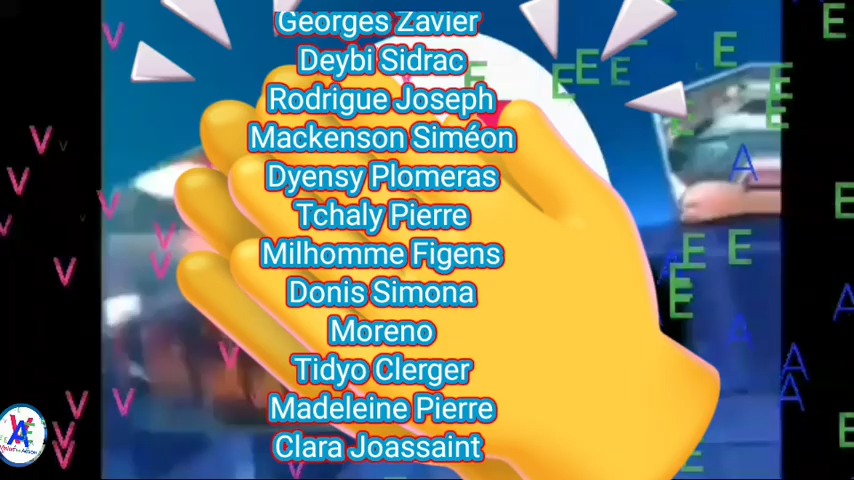 Georges Zavier
Deybi Sidrac
Rodrigue Joseph
Mackenson Siméon
Dyensy Plomeras
Tchaly Pierre
Milhomme Figens
Donis Simona
Moreno
Tidyo Clerger
Madeleine Pierre
Clara Joassaint